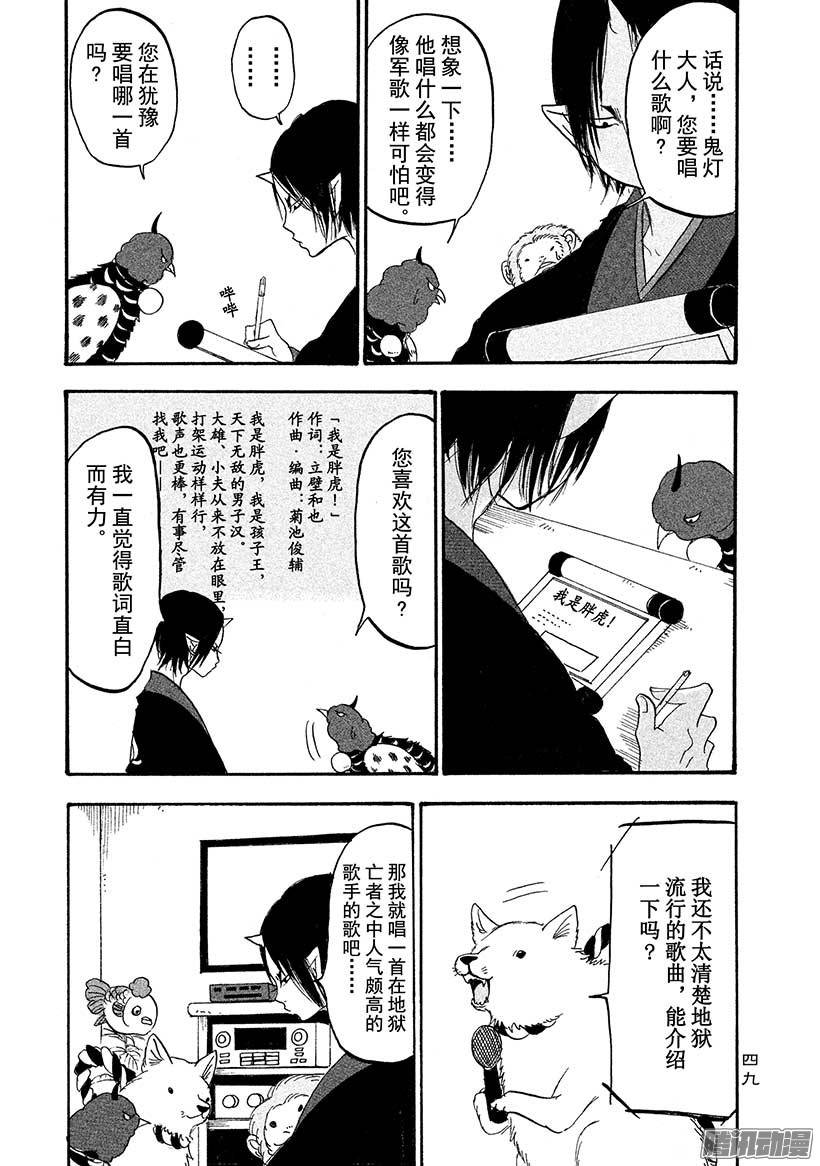 话说……鬼灯
大人，您要唱
什么歌啊？
想象一下……
他唱什么都会变得
像军歌一样可怕吧。
……
……
您在犹豫
要唱哪一首
吗？
哔
哔
我是胖虎！
您喜欢这首歌吗？
「我是胖虎！」
作词：立壁和也
作曲·编曲：菊池俊辅
我是胖虎，我是孩子王，
天下无敌的男子汉。
大雄、小夫从来不放在眼里，
打架运动样样行，
歌声也更棒，有事尽管
找我吧——
我一直觉得歌词直白
而有力。
我还不太清楚地狱
流行的歌曲，能介绍
一下吗？
那我就唱一首在地狱
亡者之中人气颇高的
歌手的歌吧……
四九
腾讯动漫